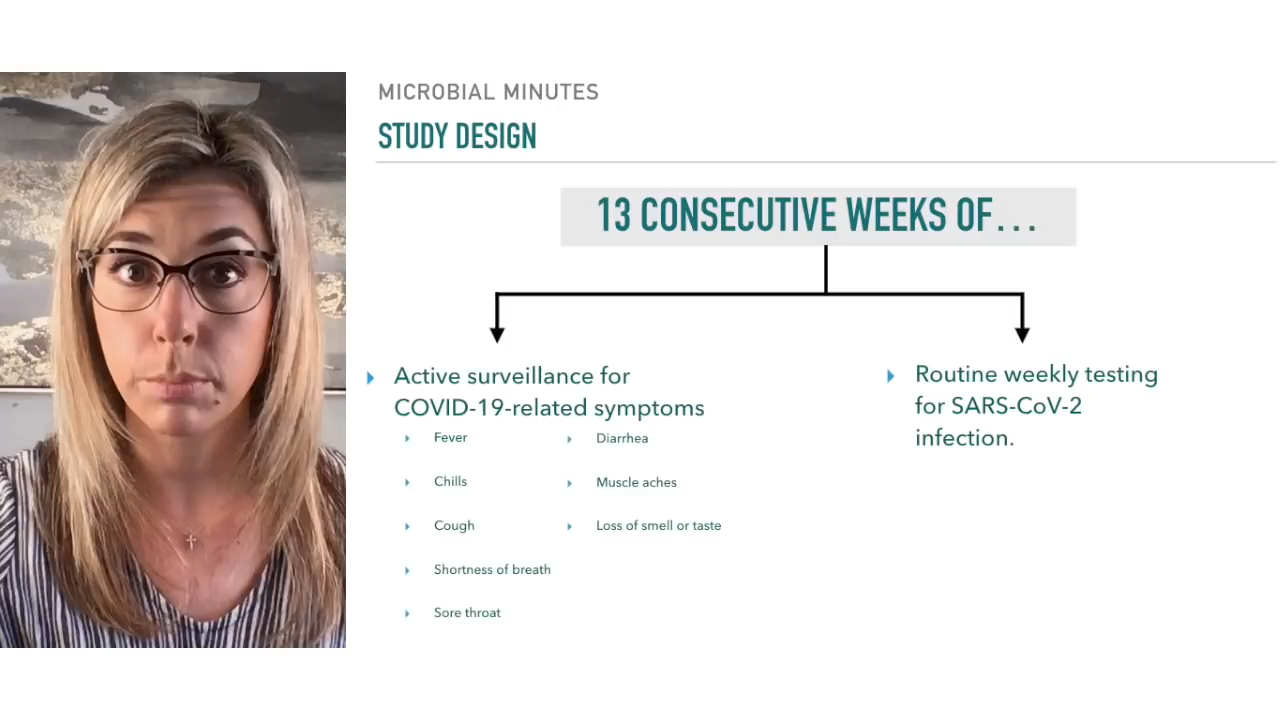 MICROBIAL MINUTES
STUDY DESIGN
13 CONSECUTIVE WEEKS OF...
Active surveillance for
COVID-19-related symptoms
Fever
Chills
Cough
Shortness of breath
Sore throat
Diarrhea
Muscle aches
Loss of smell or taste
Routine weekly testing
for SARS-CoV-2
infection.